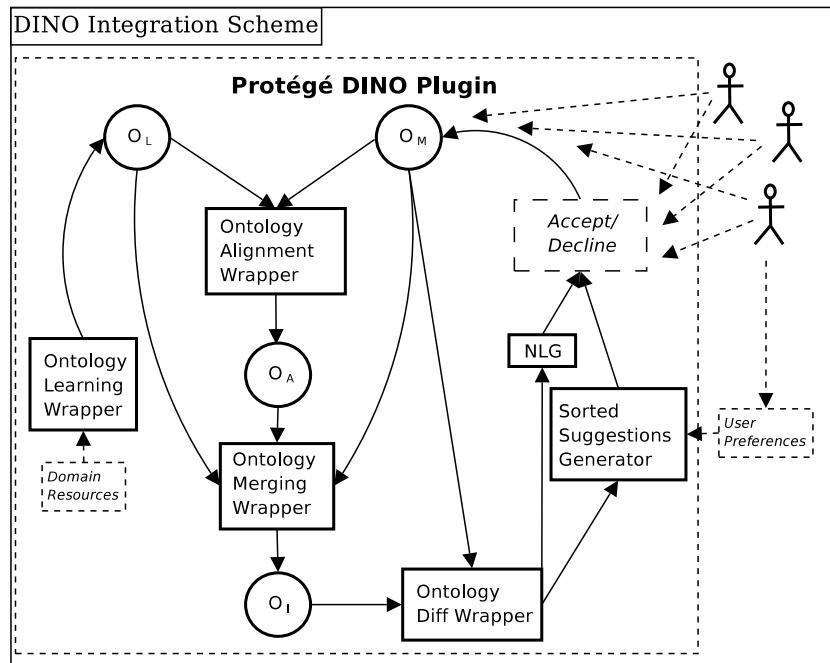 DINO Integration Scheme
Protégé DINO Plugin
O L
O M
Ontology
Alignment
Wrapper
Accept/
Decline
Ontology
Learning
Wrapper
O A
NLG
Sorted
Suggestions
Generator
User
Preferences
Domain
Resources
Ontology
Merging
Wrapper
O I
Ontology
Diff Wrapper